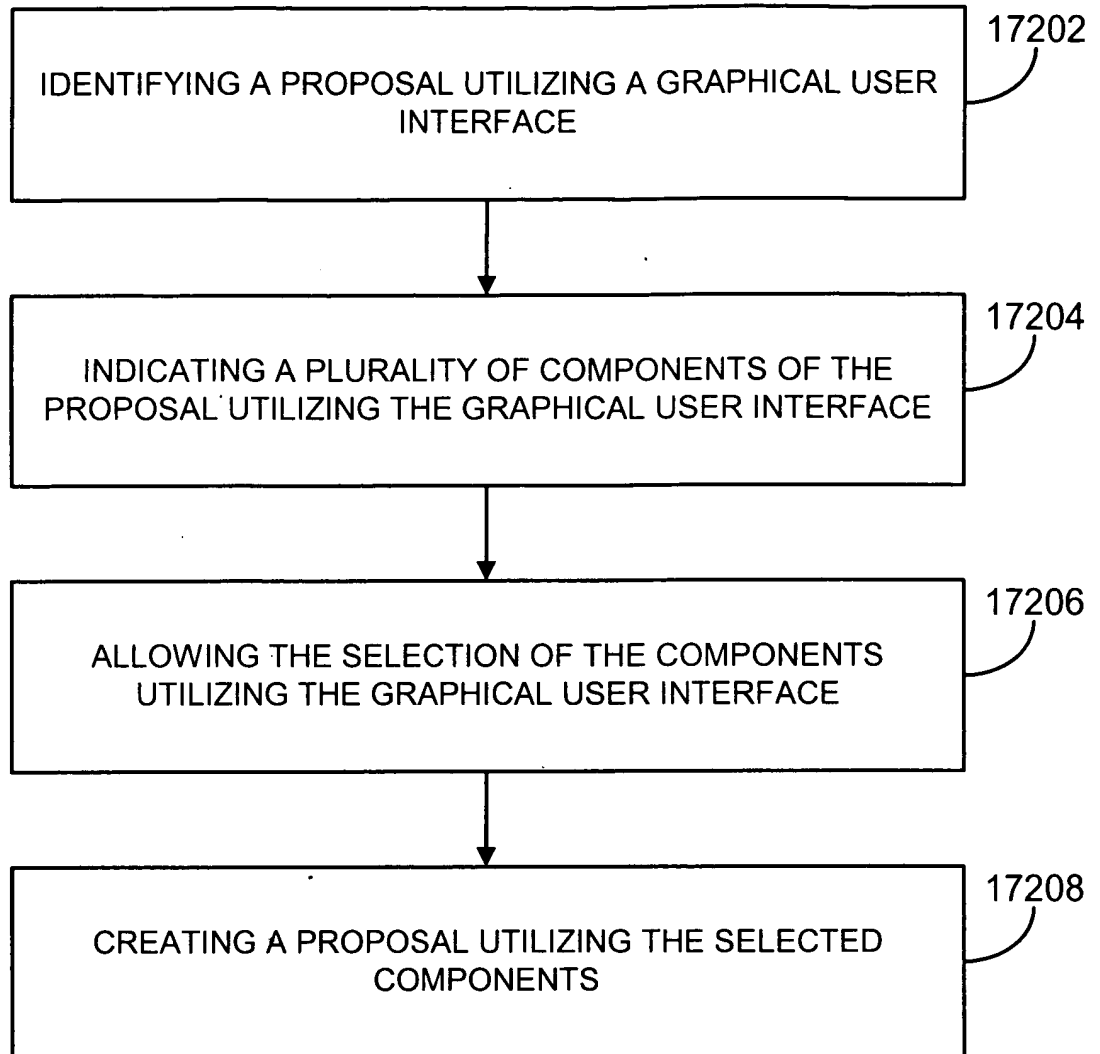 17202
IDENTIFYING A PROPOSAL UTILIZING A GRAPHICAL USER
INTERFACE
17204
INDICATING A PLURALITY OF COMPONENTS OF THE
PROPOSAL UTILIZING THE GRAPHICAL USER INTERFACE
17206
ALLOWING THE SELECTION OF THE COMPONENTS
UTILIZING THE GRAPHICAL USER INTERFACE
17208
CREATING A PROPOSAL UTILIZING THE SELECTED
COMPONENTS